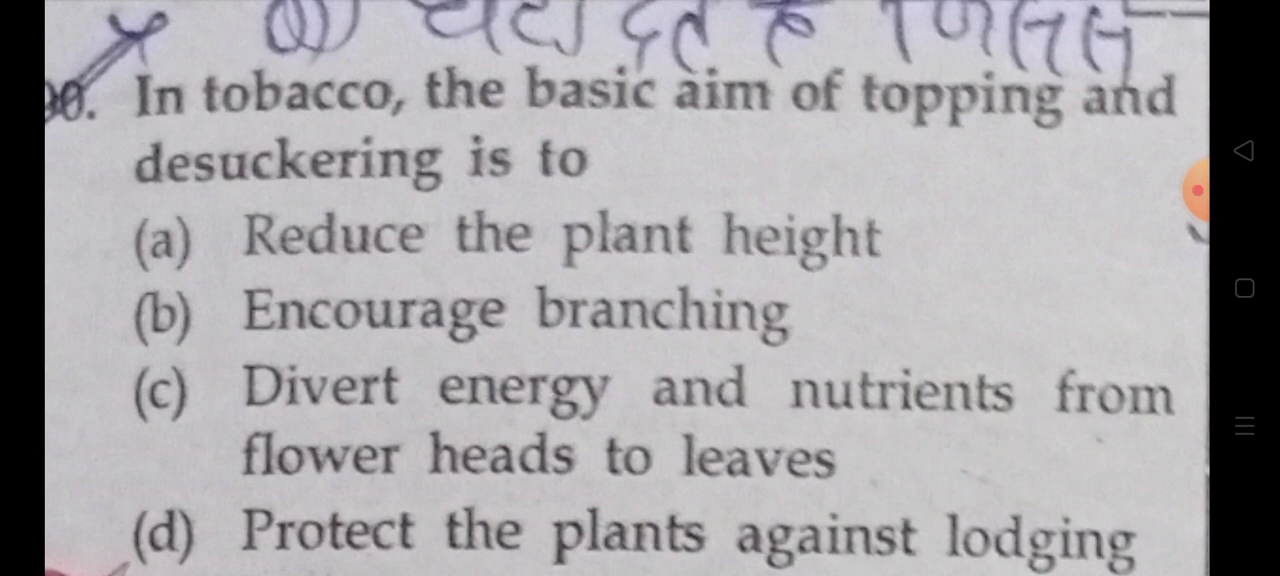 In tobacco, the basic aim of topping and
desuckering is to
(a) Reduce the plant height
(b) Encourage branching
(c) Divert energy and nutrients from
flower heads to leaves
(d) Protect the plants against lodging